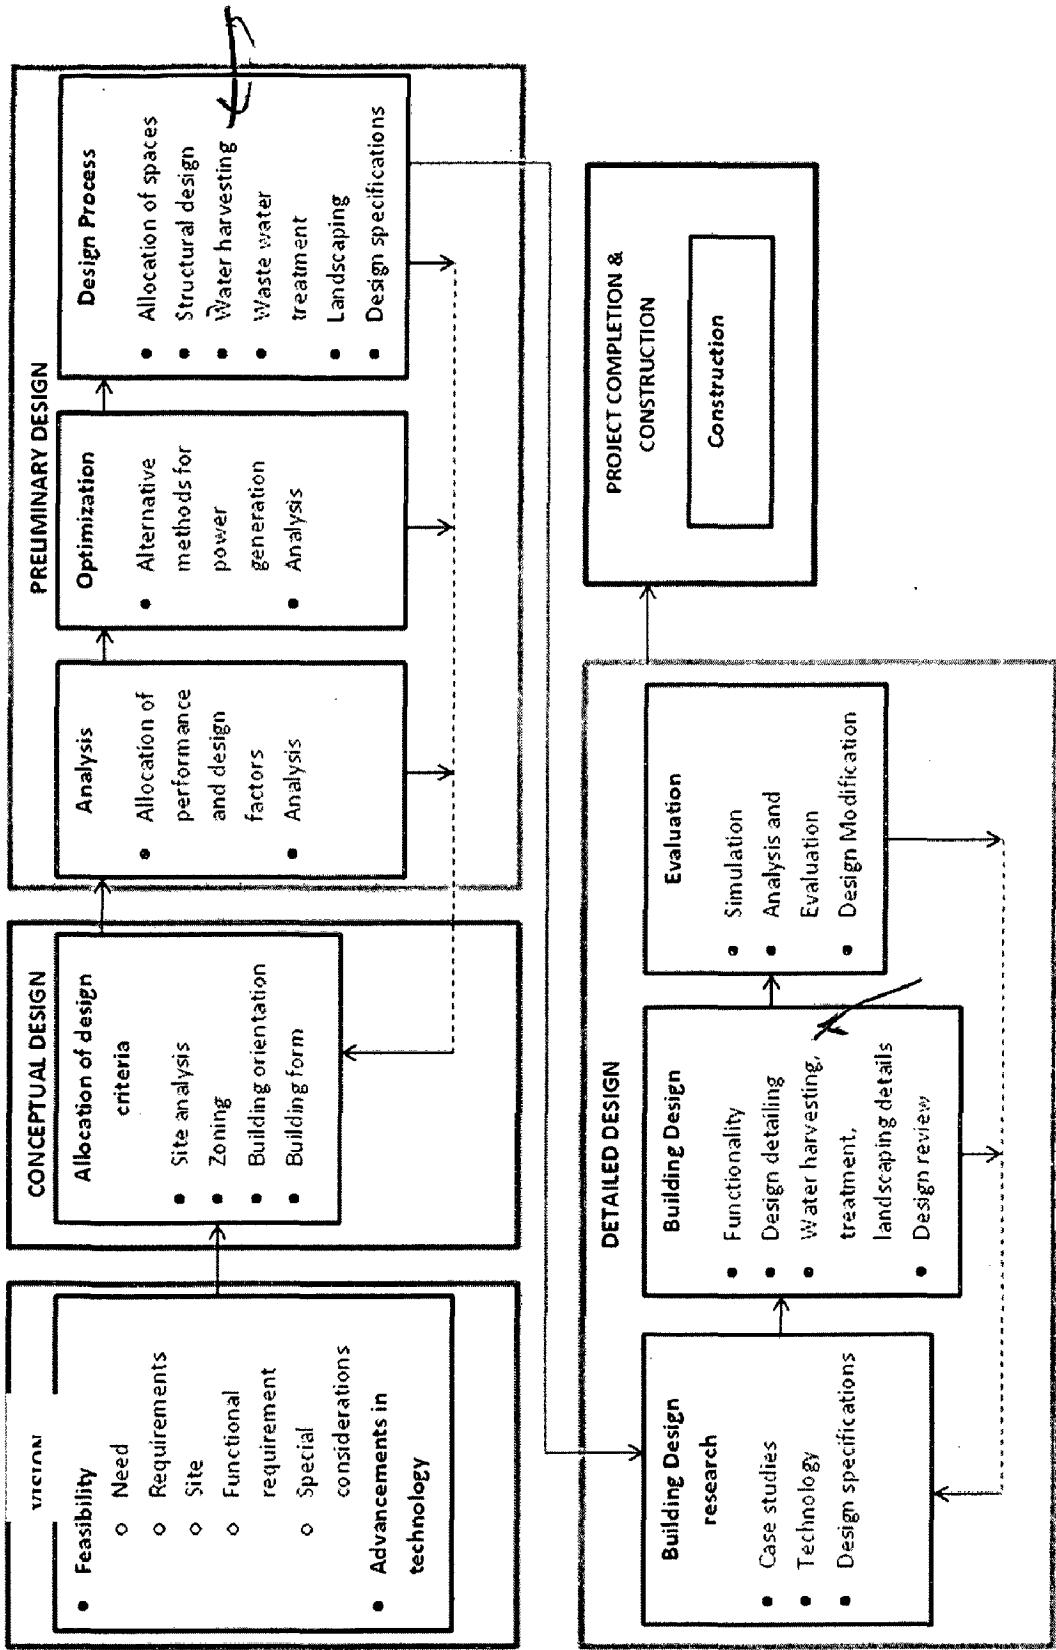 VISION
• Feasibility
○ Need
○ Requirements
○ Site
○ Functional
requirement
○ Special
considerations
• Advancements in
technology
CONCEPTUAL DESIGN
Allocation of design
criteria
• Site analysis
• Zoning
• Building orientation
• Building form
PRELIMINARY DESIGN
Analysis
• Allocation of
performance
and design
factors
• Analysis
Optimization
• Alternative
methods for
power
generation
• Analysis
Design Process
• Allocation of spaces
• Structural design
• Water harvesting
• Waste water
treatment
• Landscaping
• Design specifications
DETAILED DESIGN
Building Design
research
• Case studies
• Technology
• Design specifications
Building Design
• Functionality
• Design detailing
• Water harvesting,
treatment,
landscaping details
• Design review
Evaluation
• Simulation
• Analysis and
Evaluation
• Design Modification
PROJECT COMPLETION &
CONSTRUCTION
Construction